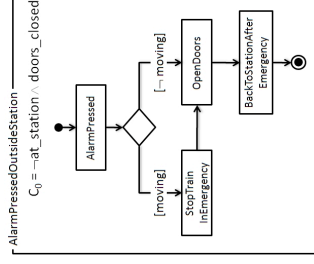 AlarmPressedOutsideStation
C₀ = ¬at_station ∧ doors_closed
AlarmPressed
[moving]
[¬ moving]
StopTrain
InEmergency
OpenDoors
BackToStationAfter
Emergency